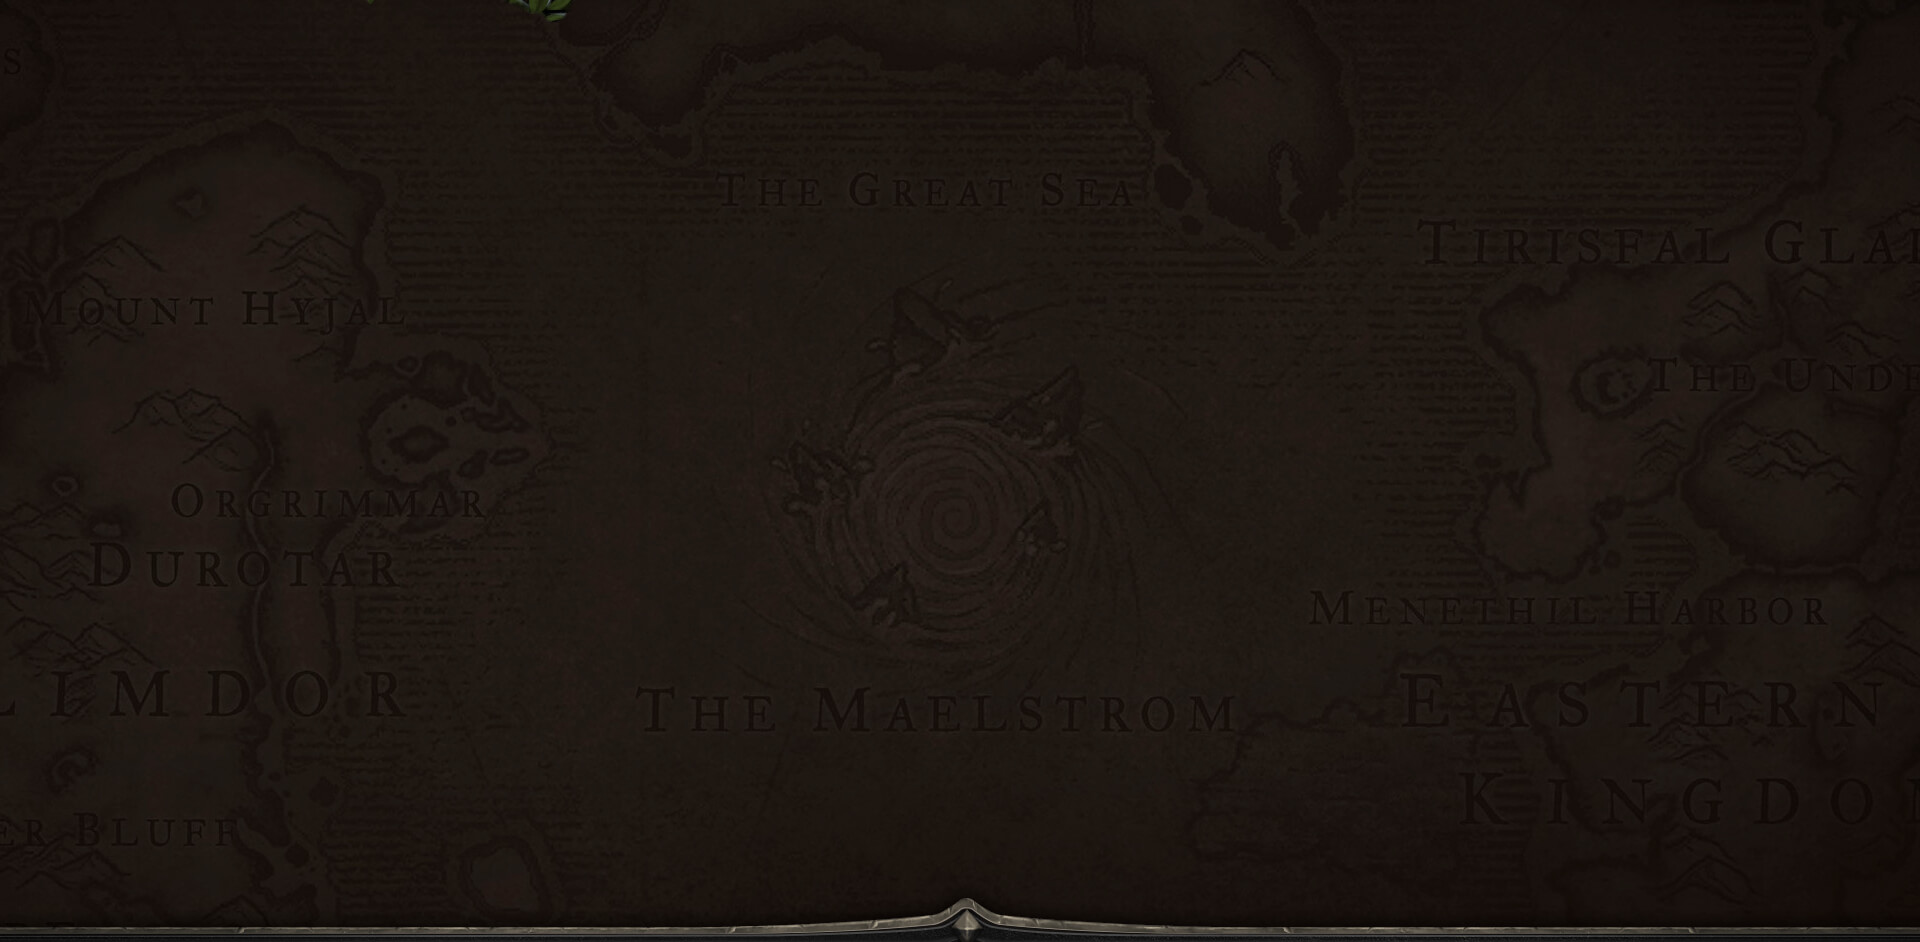 S
THE GREAT SEA
TIRISFAL GLA
MOUNT HYJAL
THE UNDE
ORGRIMMAR
DUROTAR
MENETHIL HARBOR
LIMDOR
THE MAELSTROM
EASTERN
KINGDO
ER BLUFF